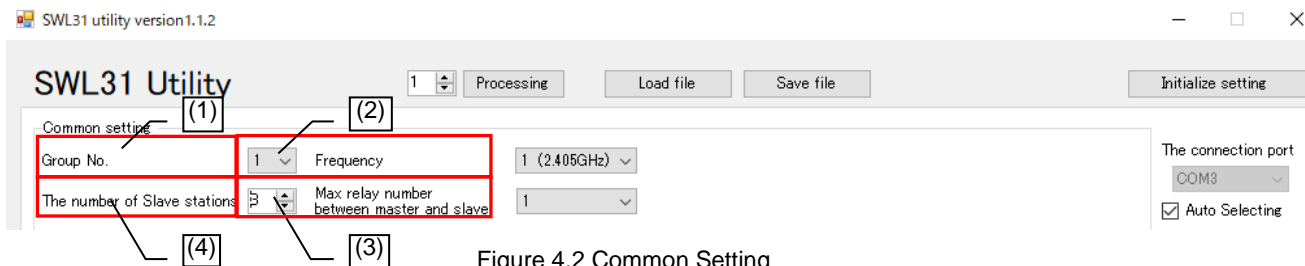 SWL31 utility version1.1.2
SWL31 Utility
1 Processing Load file Save file Initialize setting
(1) (2)
Common setting
Group No. 1 Frequency 1 (2.405GHz)
The connection port
COM3
The number of Slave stations 3 Max relay number
between master and slave 1
Auto Selecting
(4) (3)
Figure 4.2 Common Setting